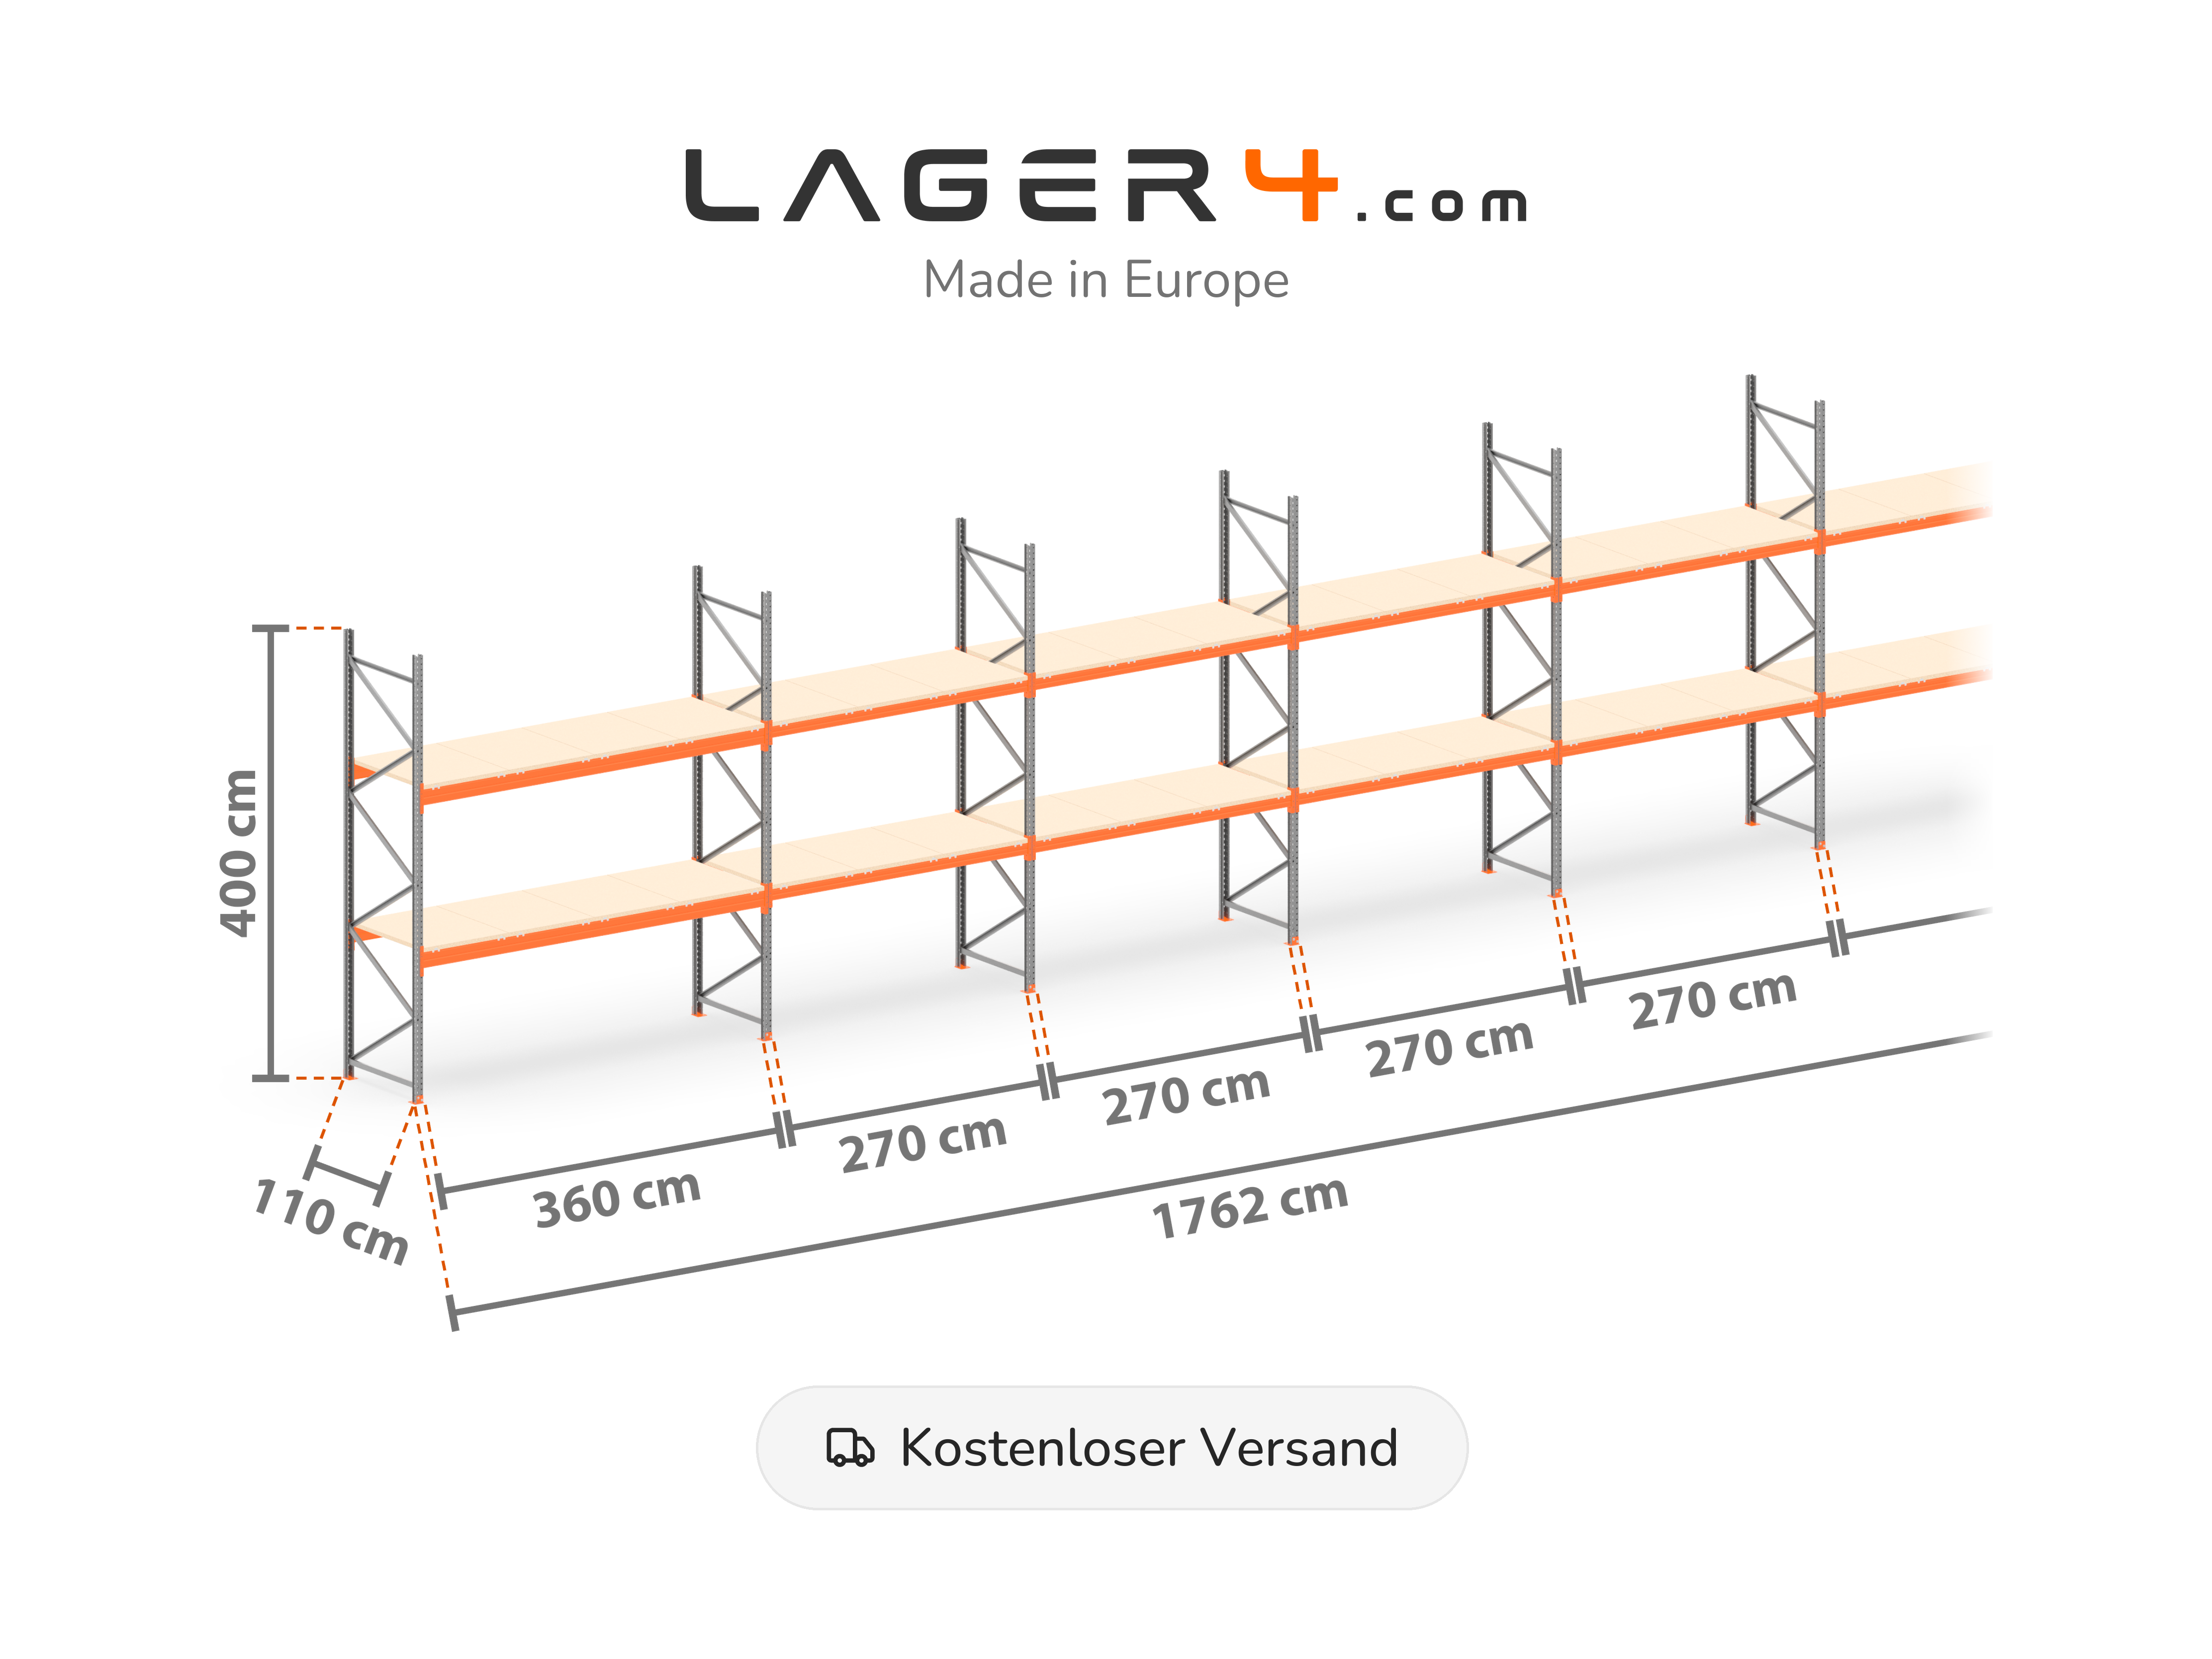 LAGER4.com
Made in Europe
400 cm
110 cm
360 cm
270 cm
270 cm
270 cm
270 cm
1762 cm
Kostenloser Versand